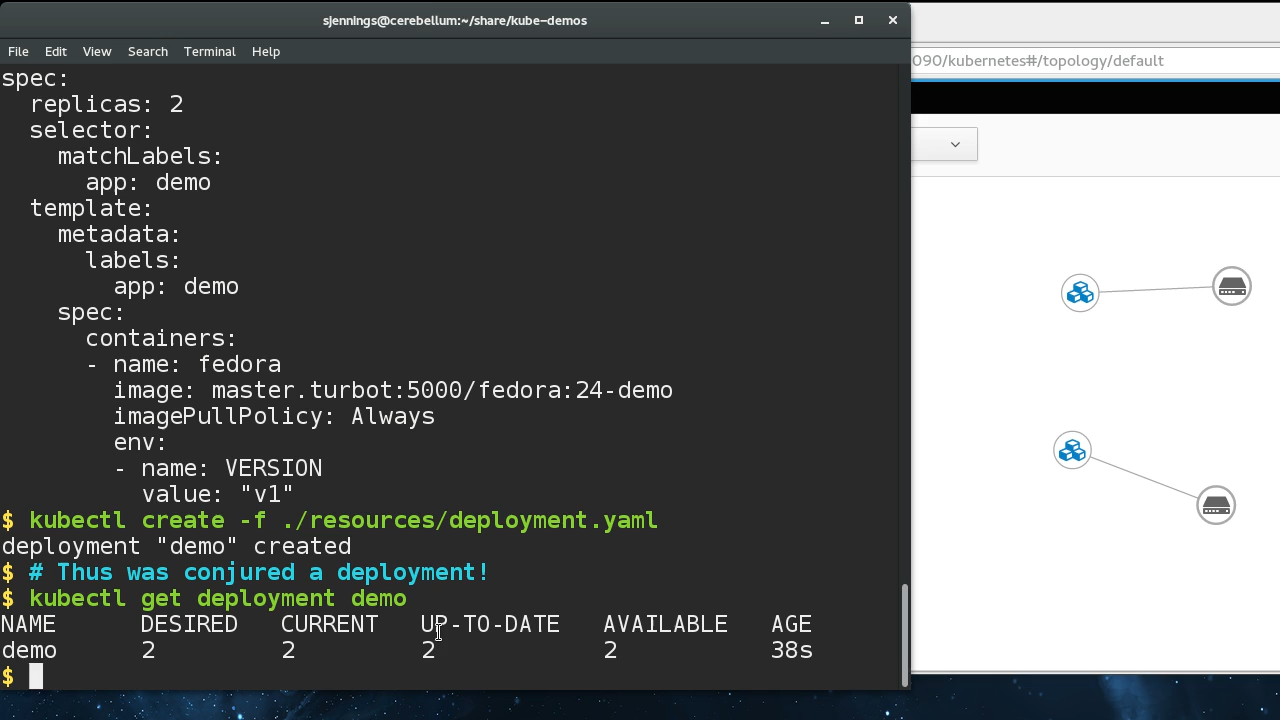 sjennings@cerebellum:~/share/kube-demos
File Edit View Search Terminal Help
090/kubernetes#/topology/default
spec:
  replicas: 2
  selector:
    matchLabels:
      app: demo
  template:
    metadata:
      labels:
        app: demo
    spec:
      containers:
      - name: fedora
        image: master.turbot:5000/fedora:24-demo
        imagePullPolicy: Always
        env:
        - name: VERSION
          value: "v1"
$ kubectl create -f ./resources/deployment.yaml
deployment "demo" created
$ # Thus was conjured a deployment!
$ kubectl get deployment demo
NAME      DESIRED   CURRENT   UP-TO-DATE   AVAILABLE   AGE
demo      2         2         2            2           38s
$